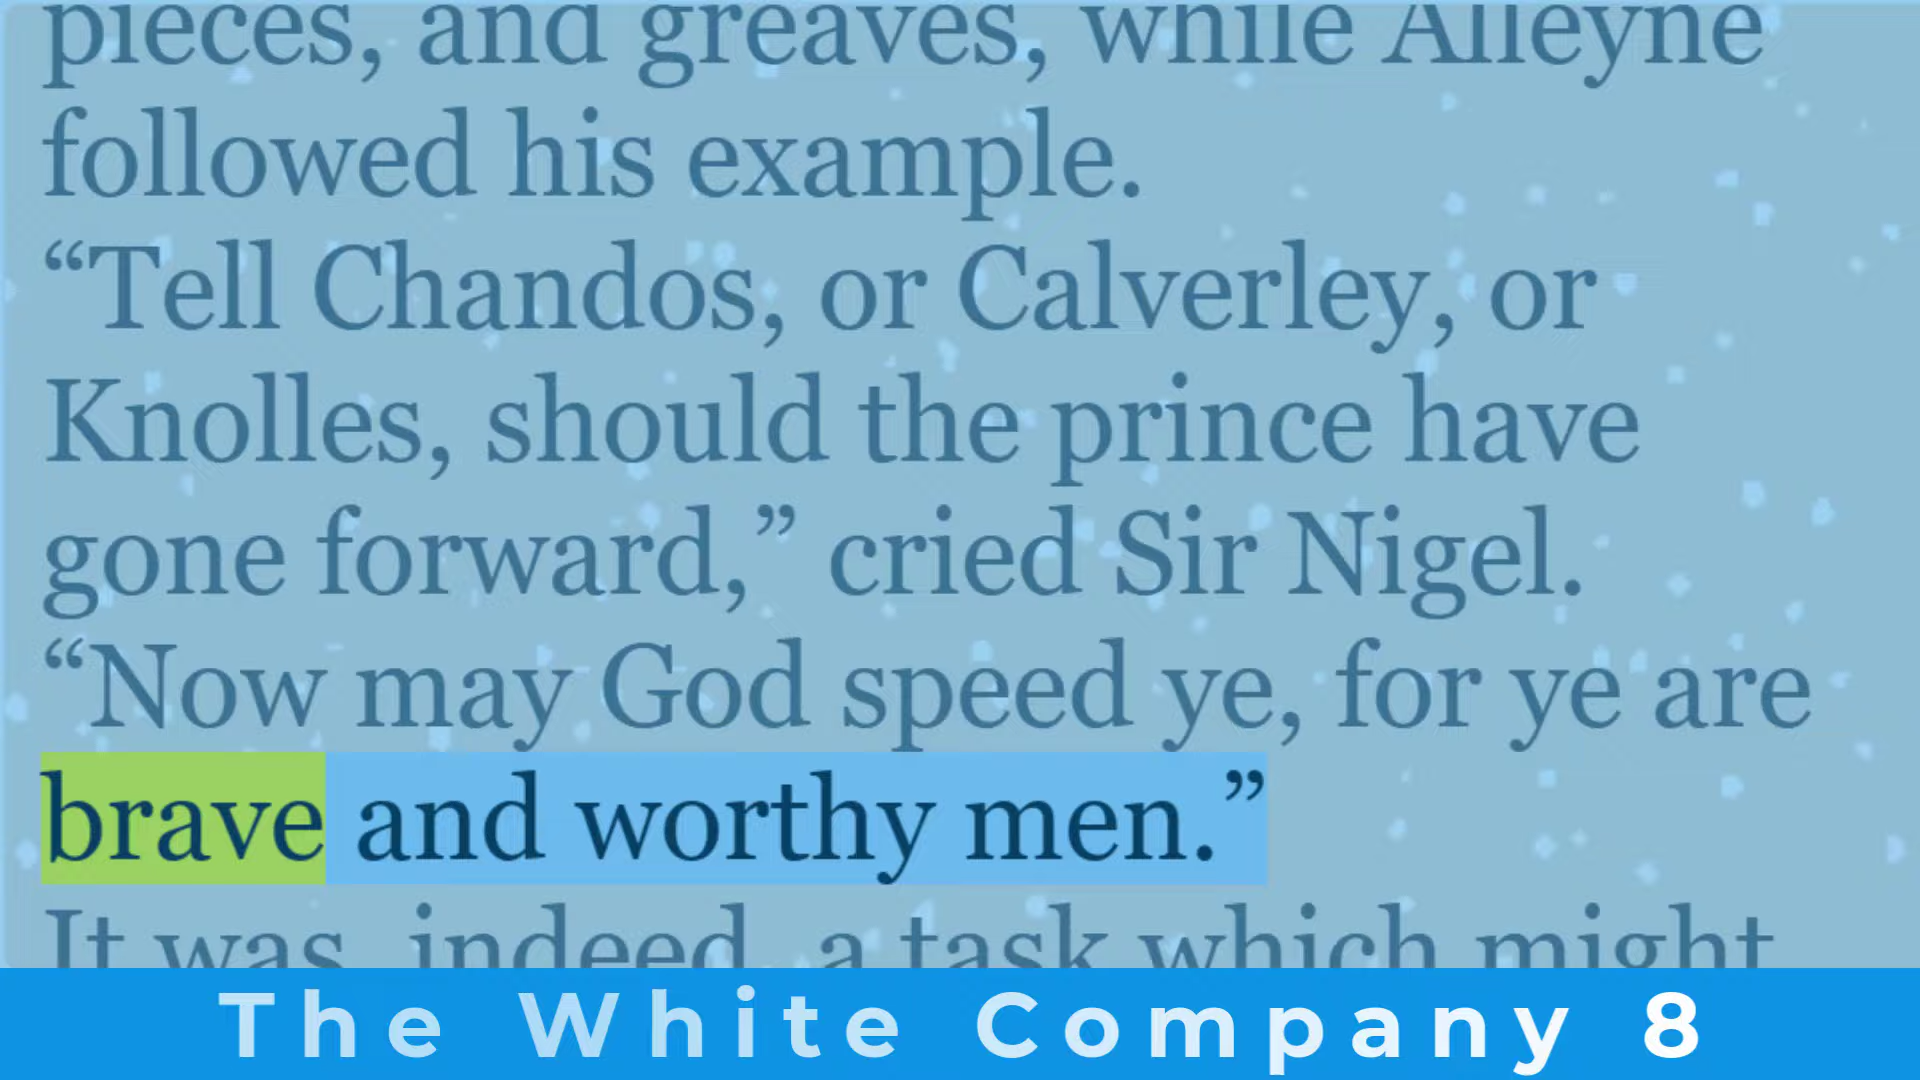 pieces, and greaves, while Alleyne
followed his example.
“Tell Chandos, or Calverley, or
Knolles, should the prince have
gone forward,” cried Sir Nigel.
“Now may God speed ye, for ye are
brave and worthy men.”
It was, indeed, a task which might
The White Company 8